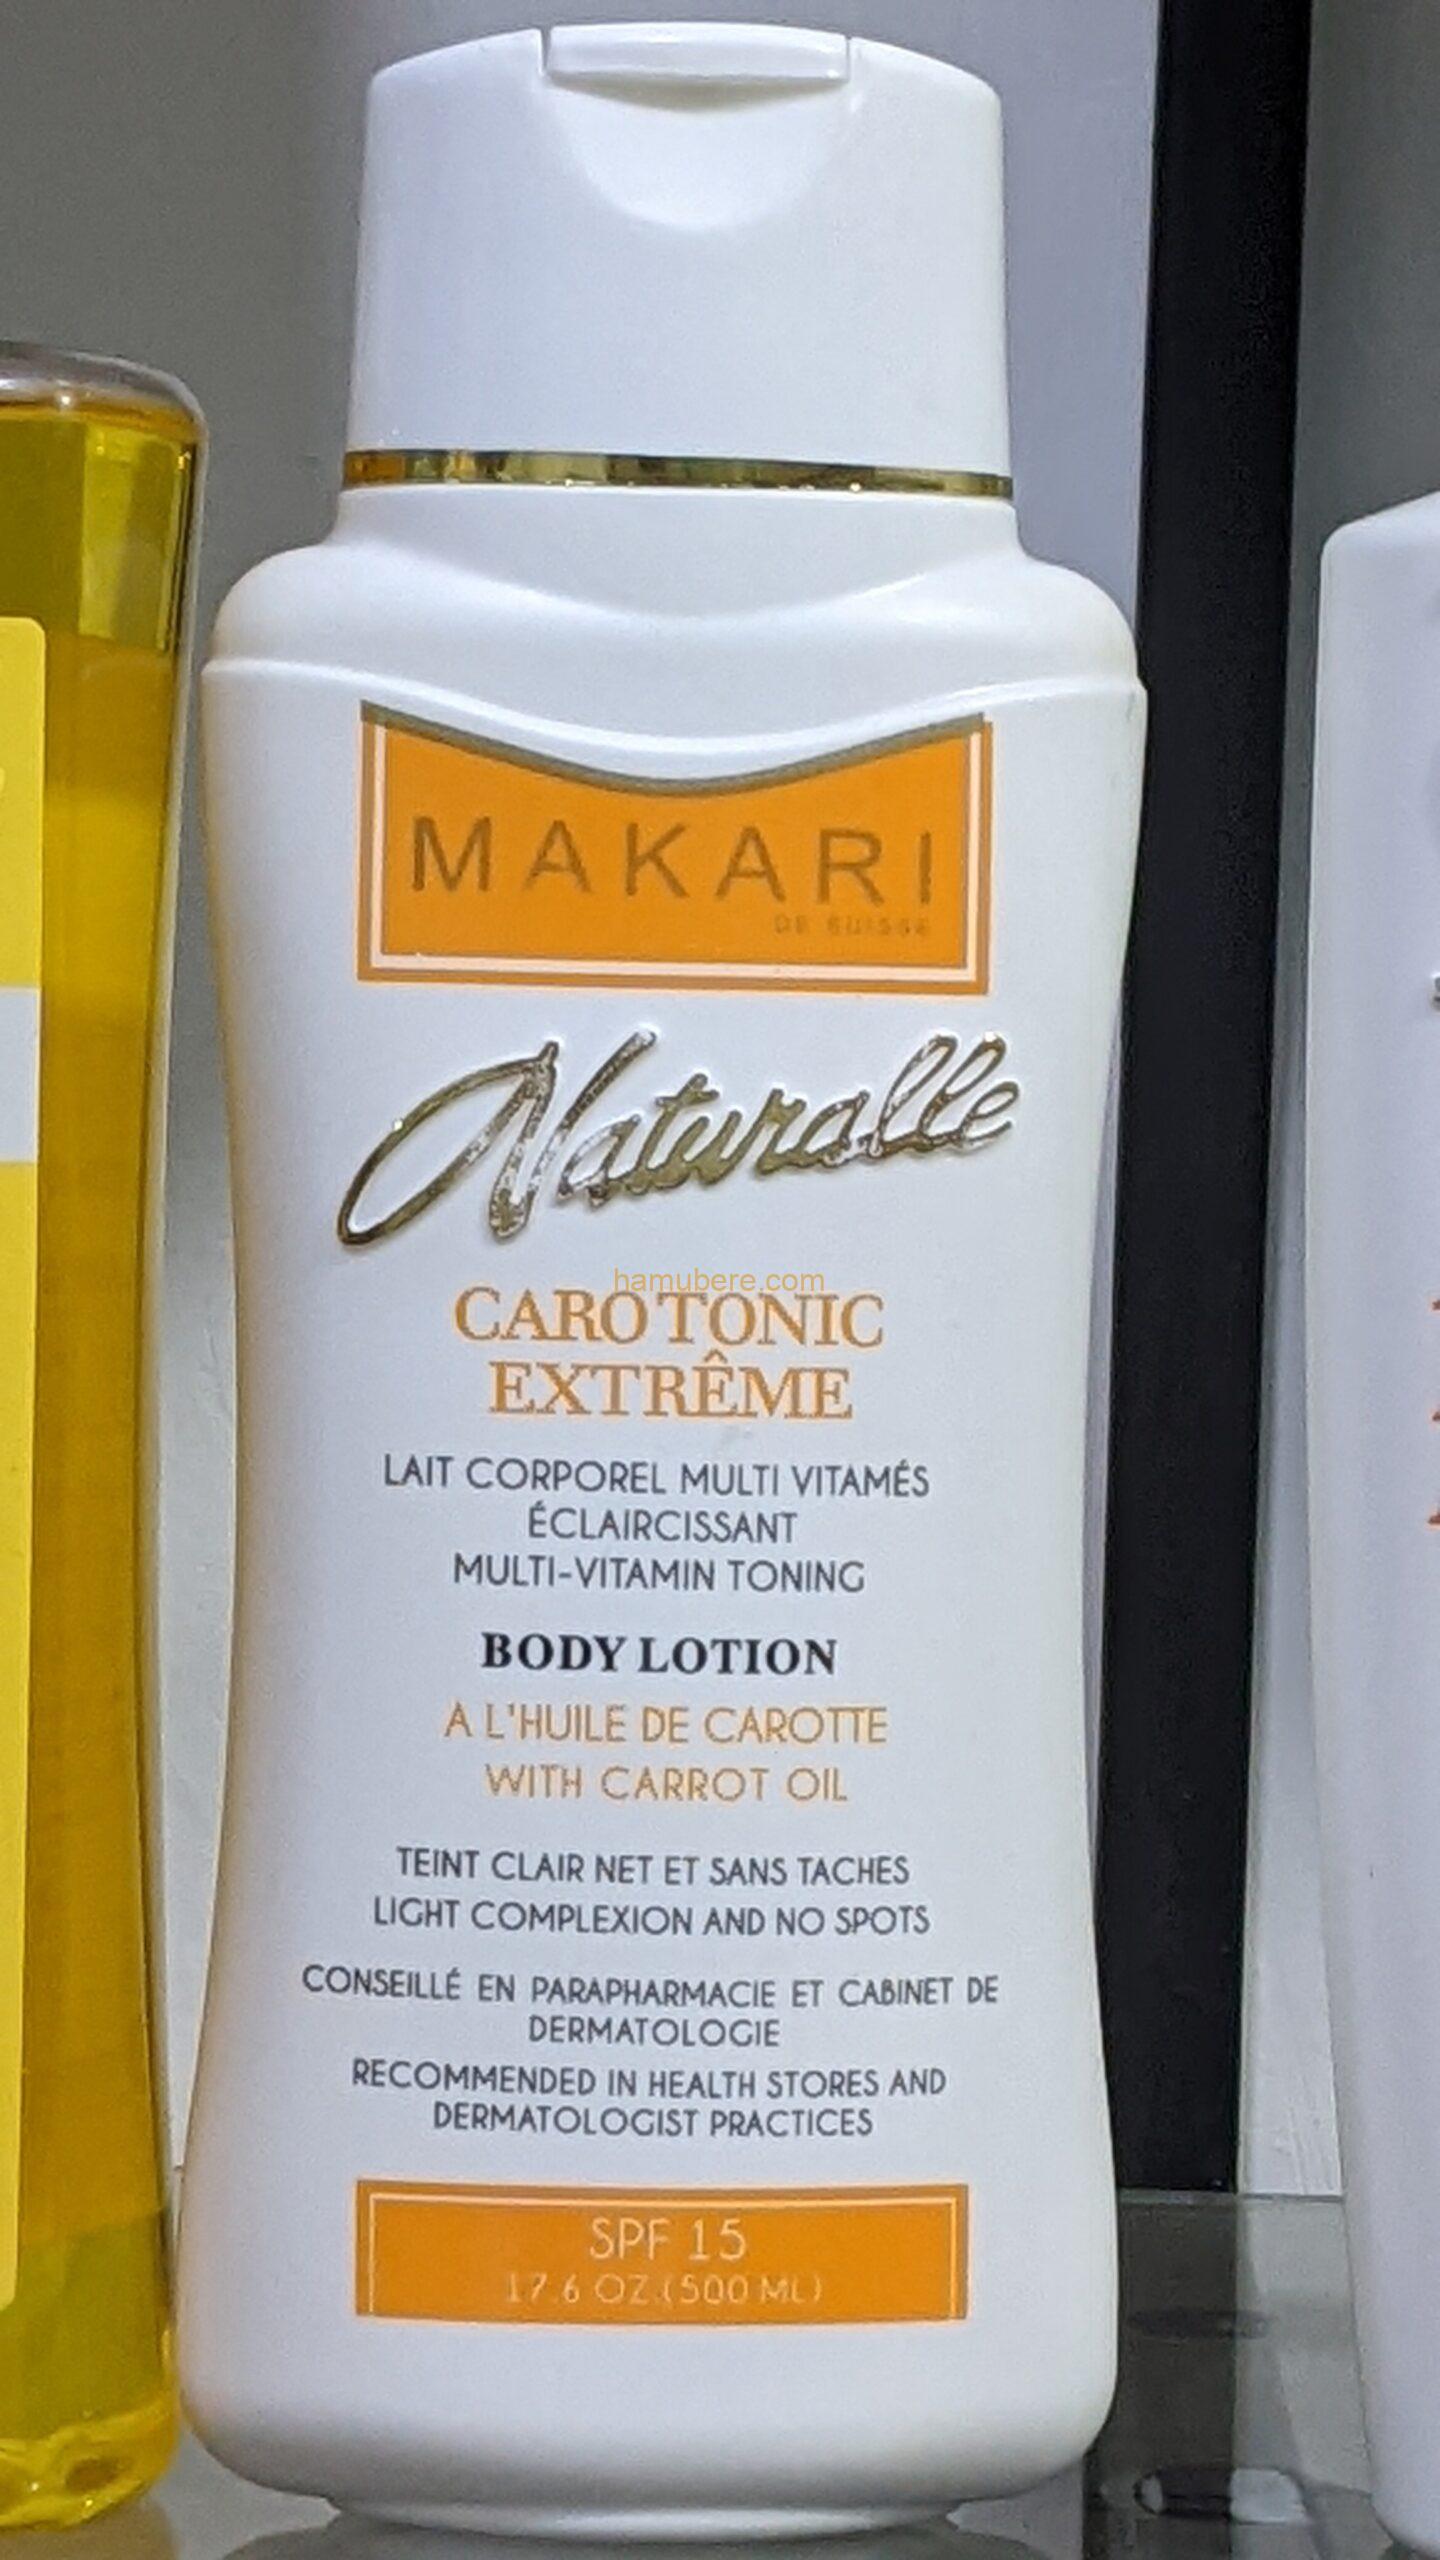 MAKARI
DE SUISSE
Naturalle
hamubere.com
CARO TONIC
EXTRÊME
LAIT CORPOREL MULTI VITAMÉS
ÉCLAIRCISSANT
MULTI-VITAMIN TONING
BODY LOTION
A L'HUILE DE CAROTTE
WITH CARROT OIL
TEINT CLAIR NET ET SANS TACHES
LIGHT COMPLEXION AND NO SPOTS
CONSEILLÉ EN PARAPHARMACIE ET CABINET DE
DERMATOLOGIE
RECOMMENDED IN HEALTH STORES AND
DERMATOLOGIST PRACTICES
SPF 15
17.6 OZ.(500 ML)